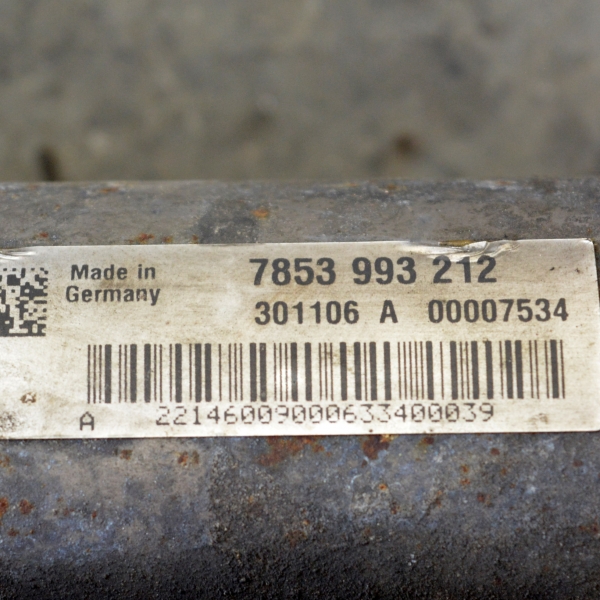 Made in
Germany
7853 993 212
301106 A 00007534
A 22146009000633400039